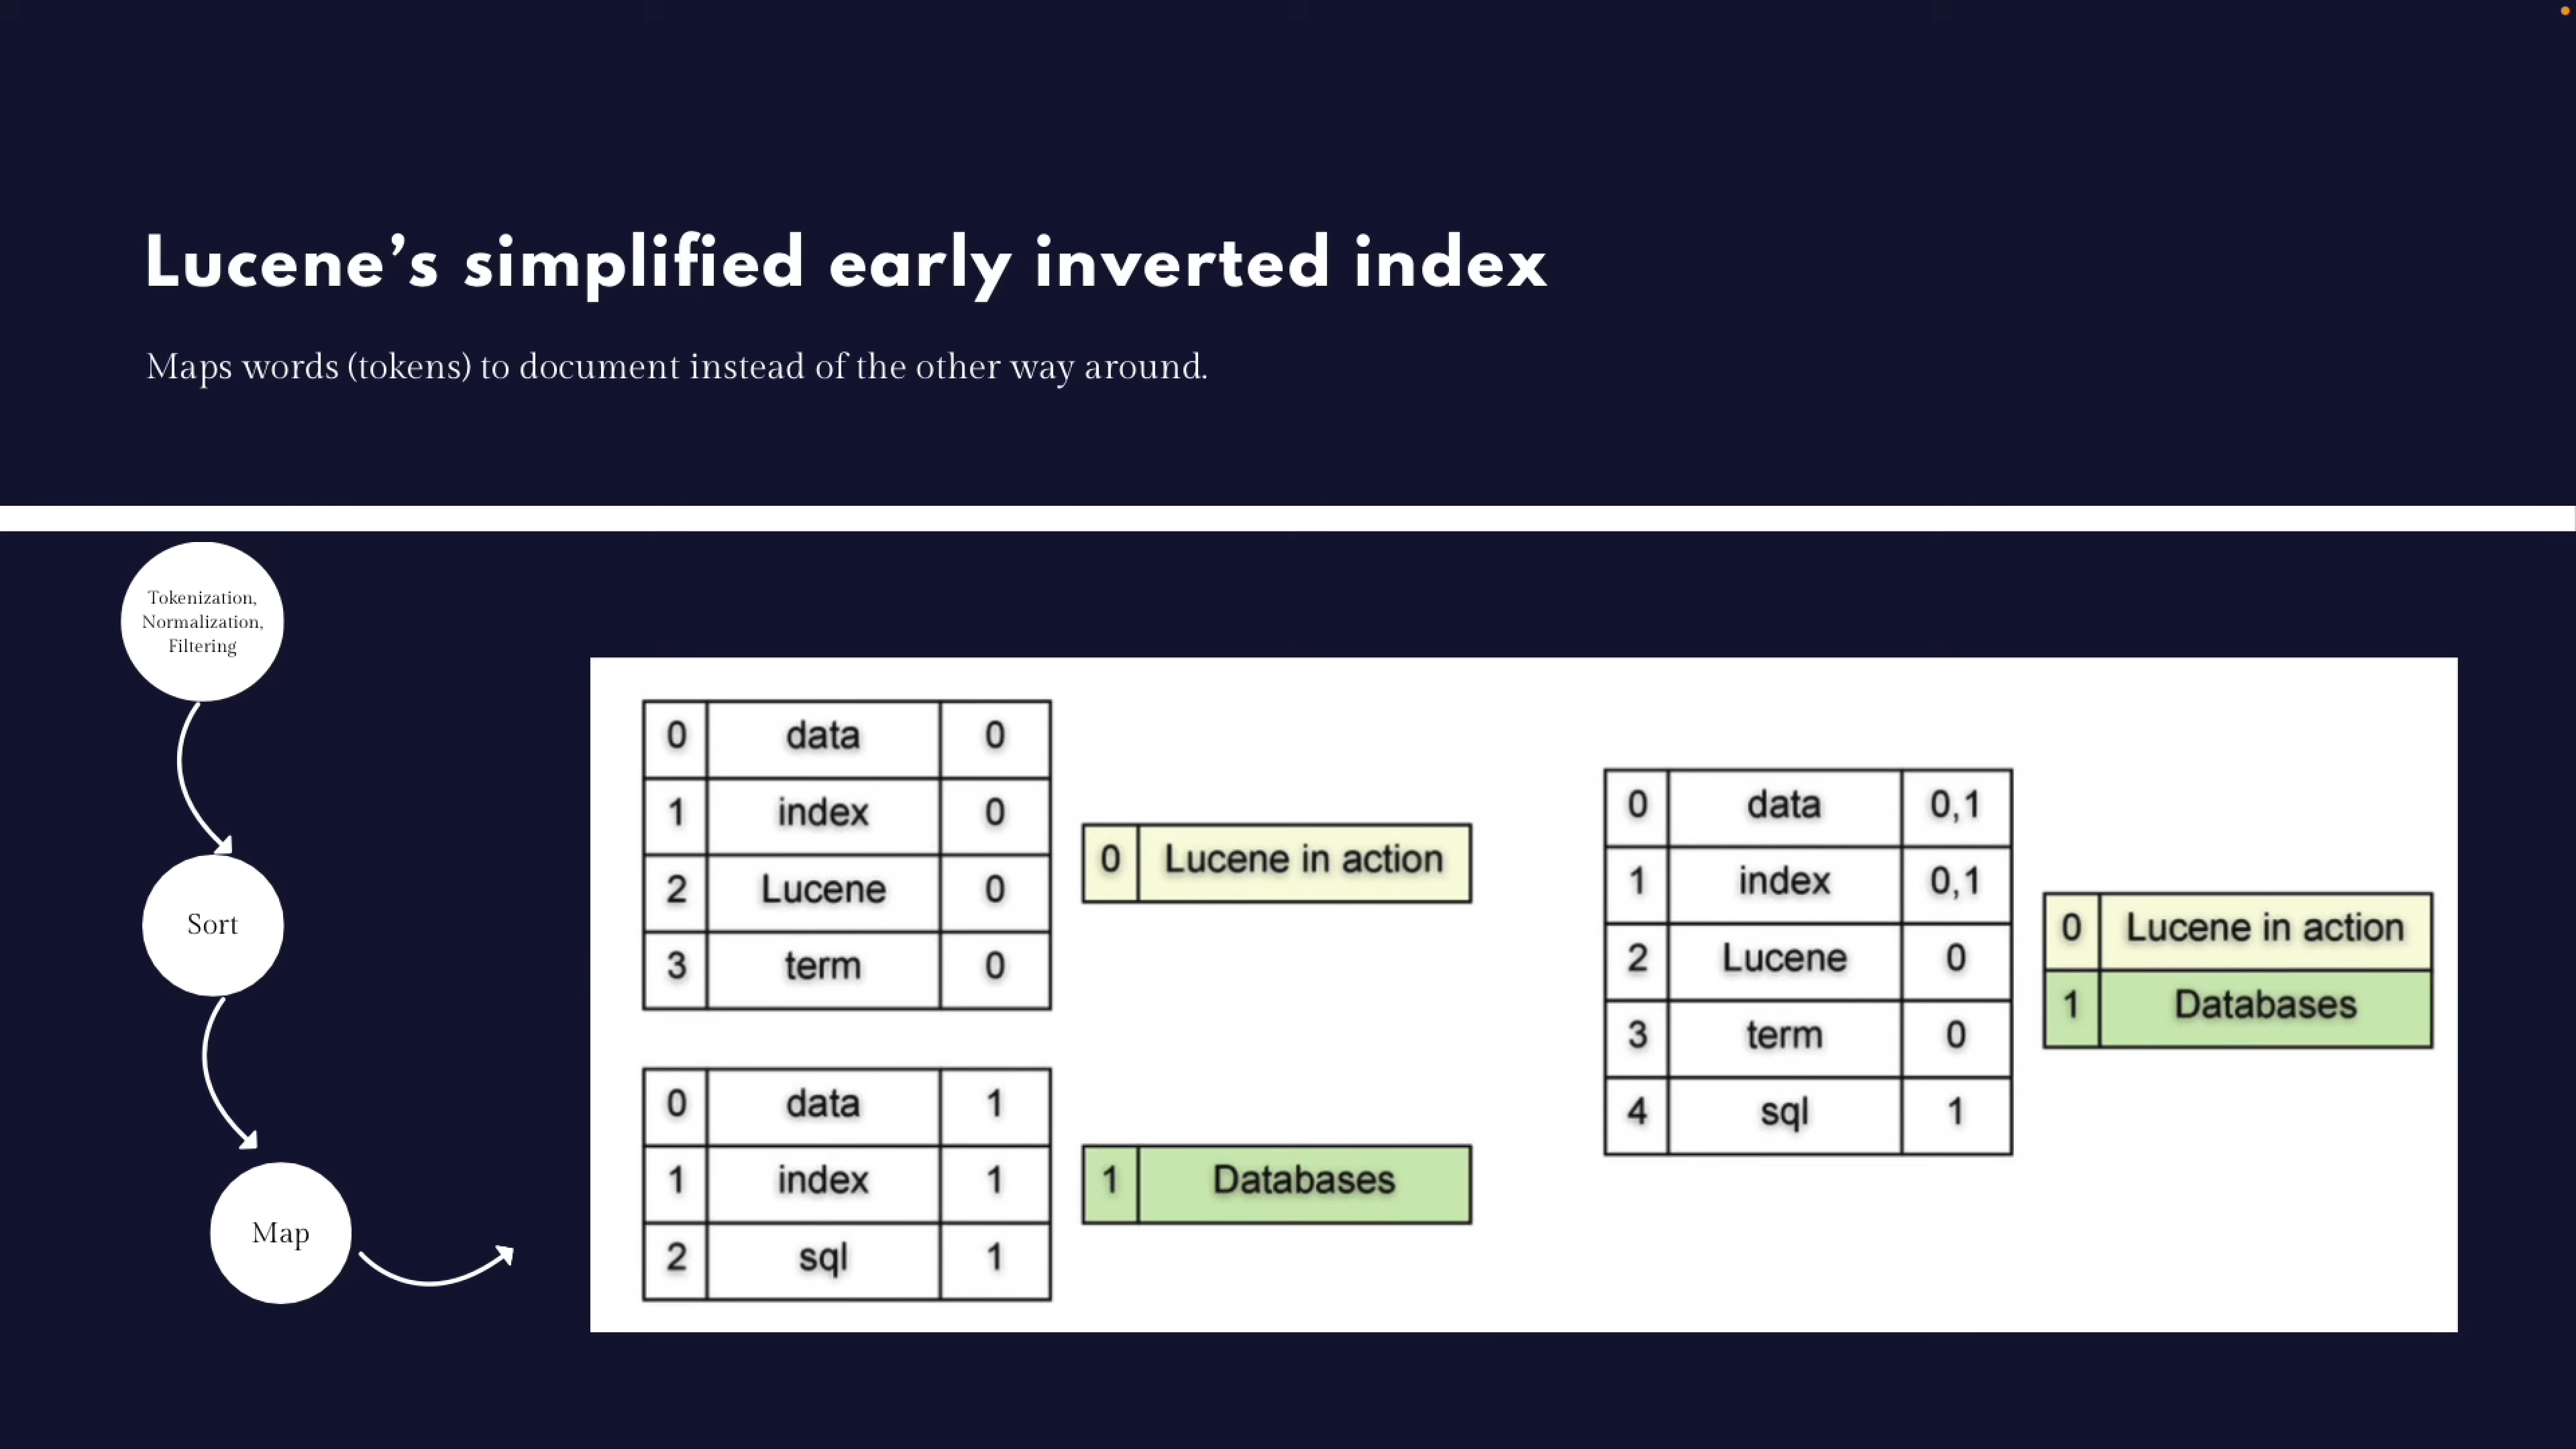 Lucene’s simplified early inverted index
Maps words (tokens) to document instead of the other way around.
Tokenization,
Normalization,
Filtering
Sort
Map
0 data 0
1 index 0
2 Lucene 0
3 term 0
0 Lucene in action
0 data 1
1 index 1
2 sql 1
1 Databases
0 data 0,1
1 index 0,1
2 Lucene 0
3 term 0
4 sql 1
0 Lucene in action
1 Databases